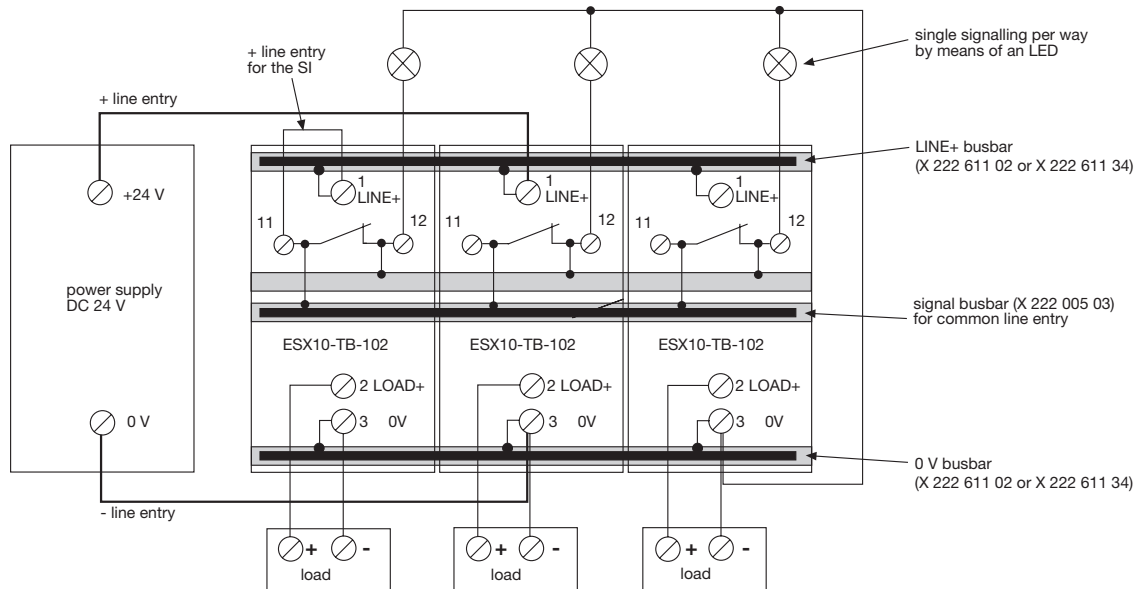 single signalling per way
by means of an LED
+ line entry
for the SI
+ line entry
LINE+ busbar
(X 222 611 02 or X 222 611 34)
+24 V
1
LINE+
1
LINE+
1
LINE+
11
12
11
12
11
12
power supply
DC 24 V
signal busbar (X 222 005 03)
for common line entry
ESX10-TB-102
ESX10-TB-102
ESX10-TB-102
2 LOAD+
2 LOAD+
2 LOAD+
0 V
3 0V
3 0V
3 0V
0 V busbar
(X 222 611 02 or X 222 611 34)
- line entry
+ -
+ -
+ -
load
load
load